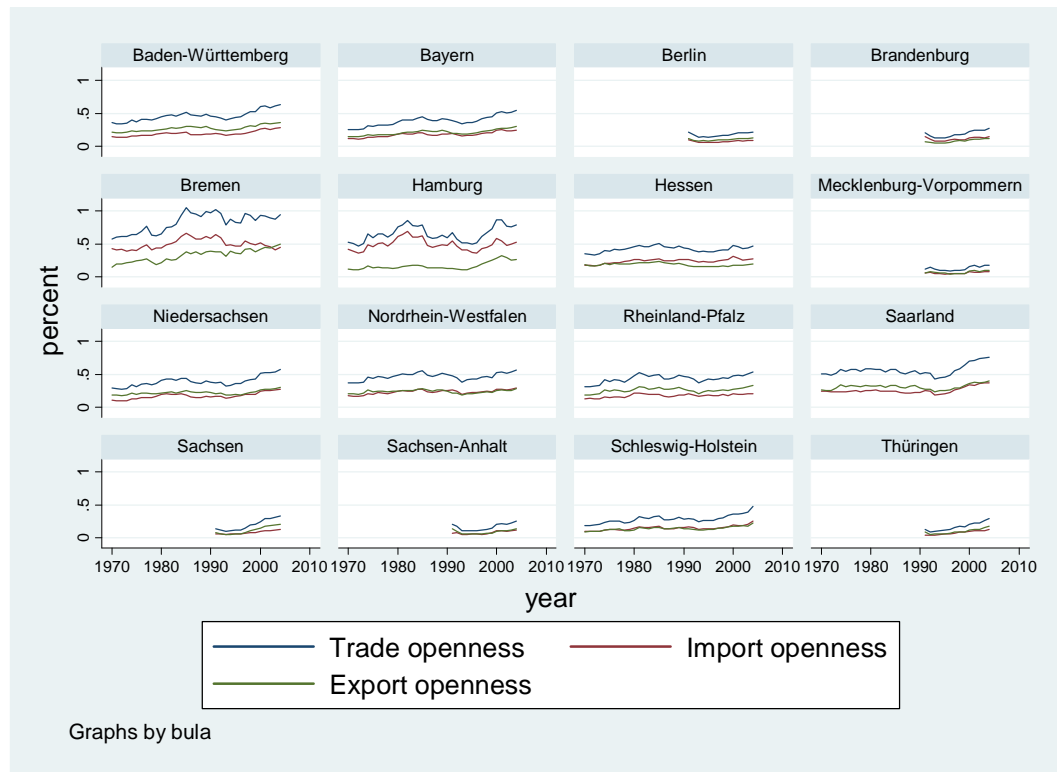 Baden-Württemberg Bayern Berlin Brandenburg
0 .5 1
Bremen Hamburg Hessen Mecklenburg-Vorpommern
0 .5 1
Niedersachsen Nordrhein-Westfalen Rheinland-Pfalz Saarland
0 .5 1
Sachsen Sachsen-Anhalt Schleswig-Holstein Thüringen
0 .5 1
percent
1970 1980 1990 2000 2010 1970 1980 1990 2000 2010 1970 1980 1990 2000 2010 1970 1980 1990 2000 2010
year
Trade openness Import openness
Export openness
Graphs by bula